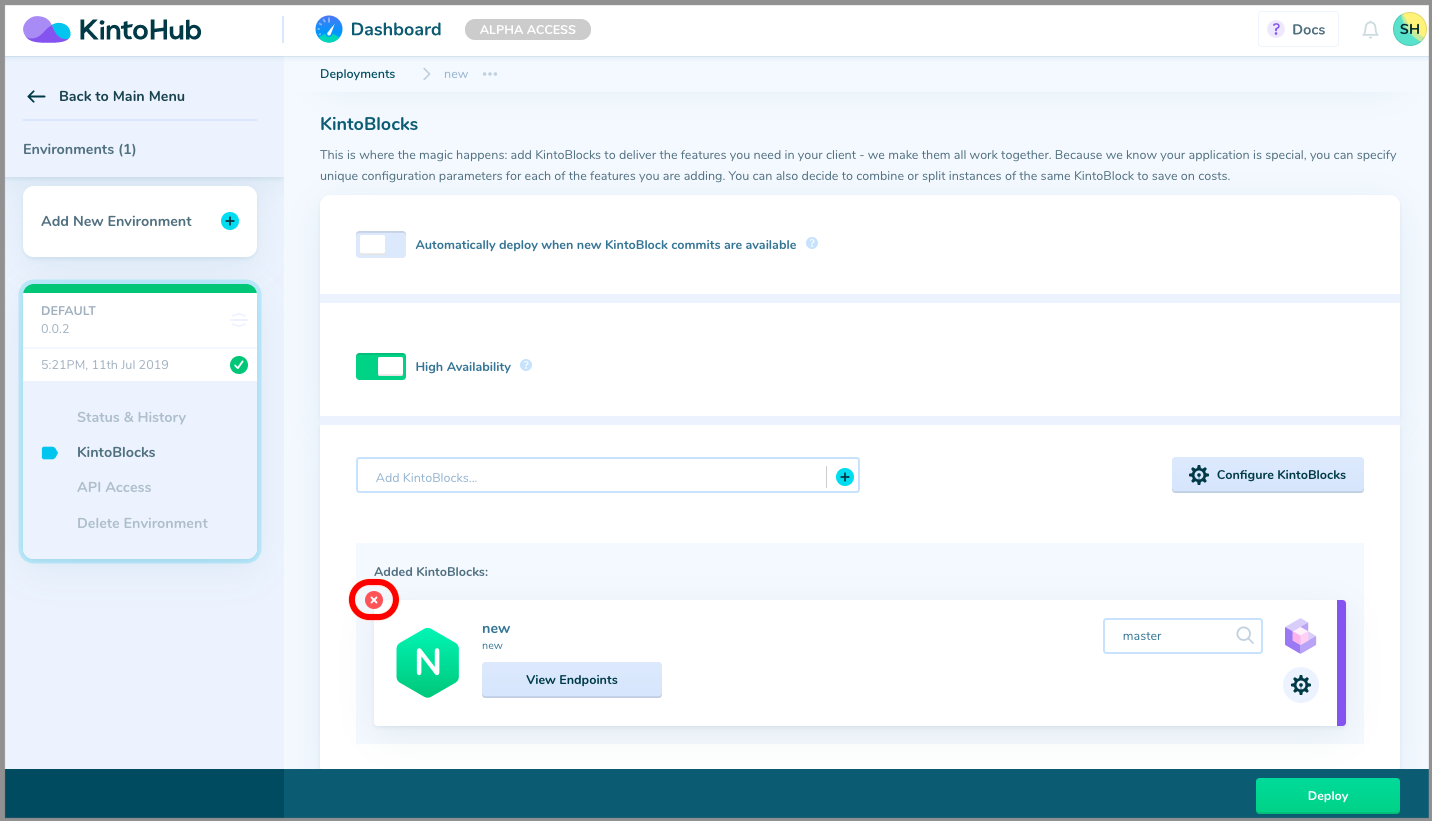 KintoHub
Dashboard
ALPHA ACCESS
? Docs
SH
Back to Main Menu
Environments (1)
Add New Environment
DEFAULT
0.0.2
5:21PM, 11th Jul 2019
Status & History
KintoBlocks
API Access
Delete Environment
Deployments
new
KintoBlocks
This is where the magic happens: add KintoBlocks to deliver the features you need in your client - we make them all work together. Because we know your application is special, you can specify
unique configuration parameters for each of the features you are adding. You can also decide to combine or split instances of the same KintoBlock to save on costs.
Automatically deploy when new KintoBlock commits are available ?
High Availability ?
Add KintoBlocks...
Configure KintoBlocks
Added KintoBlocks:
N
new
new
View Endpoints
master
Deploy